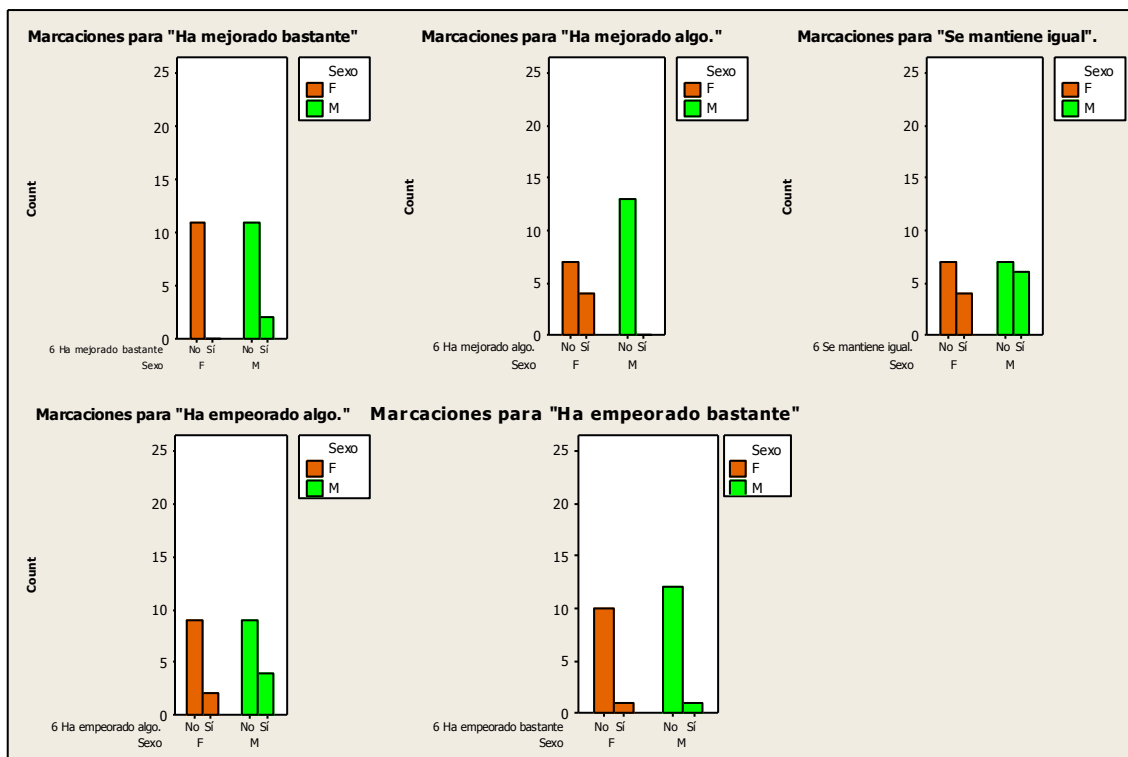 Marcaciones para "Ha mejorado bastante"
Sexo
F
M
25
20
15
10
5
0
Count
6 Ha mejorado bastante No Sí No Sí
Sexo F M
Marcaciones para "Ha mejorado algo."
Sexo
F
M
25
20
15
10
5
0
Count
6 Ha mejorado algo. No Sí No Sí
Sexo F M
Marcaciones para "Se mantiene igual".
Sexo
F
M
25
20
15
10
5
0
Count
6 Se mantiene igual. No Sí No Sí
Sexo F M
Marcaciones para "Ha empeorado algo."
Sexo
F
M
25
20
15
10
5
0
Count
6 Ha empeorado algo. No Sí No Sí
Sexo F M
Marcaciones para "Ha empeorado bastante"
Sexo
F
M
25
20
15
10
5
0
6 Ha empeorado bastante No Sí No Sí
Sexo F M